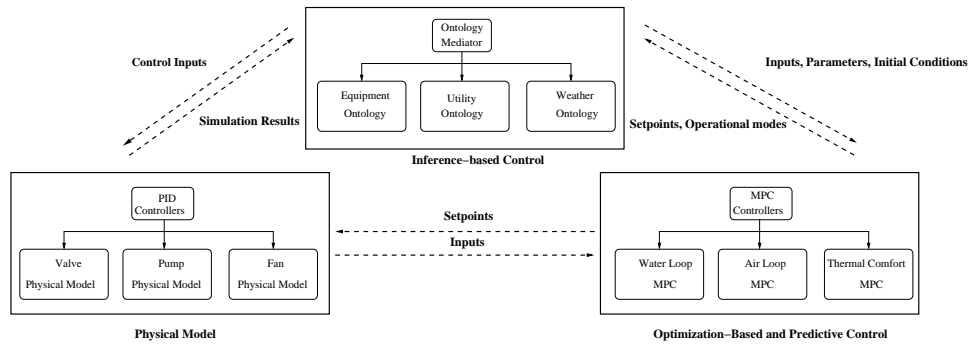 Ontology
Mediator
Equipment
Ontology
Utility
Ontology
Weather
Ontology
Inference−based Control
Control Inputs
Simulation Results
Inputs, Parameters, Initial Conditions
Setpoints, Operational modes
PID
Controllers
Valve
Physical Model
Pump
Physical Model
Fan
Physical Model
Physical Model
Setpoints
Inputs
MPC
Controllers
Water Loop
MPC
Air Loop
MPC
Thermal Comfort
MPC
Optimization−Based and Predictive Control